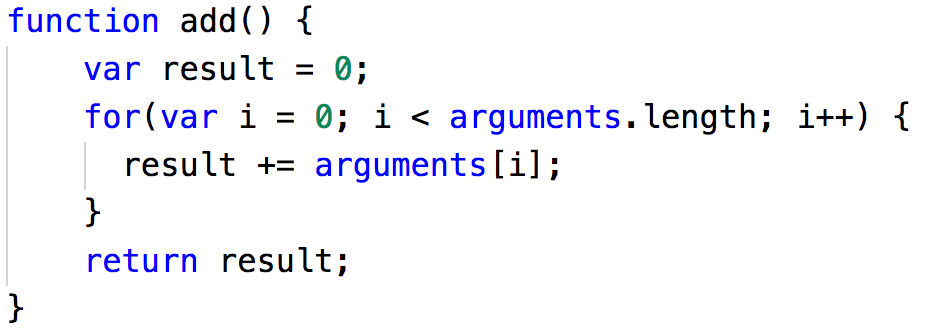 function add() {
    var result = 0;
    for(var i = 0; i < arguments.length; i++) {
      result += arguments[i];
    }
    return result;
}